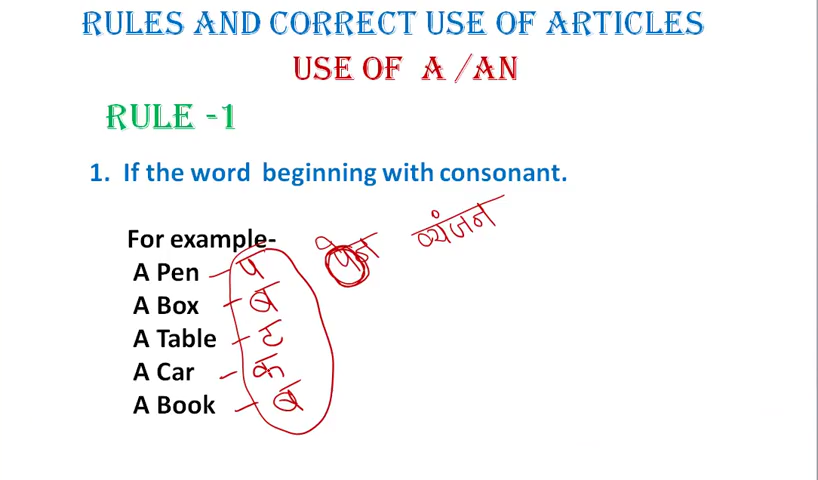 RULES AND CORRECT USE OF ARTICLES
USE OF A /AN
RULE -1
1. If the word beginning with consonant.
व्यंजन
For example- पेन
A Pen - प
A Box - ब
A Table - ट
A Car - क
A Book - ब